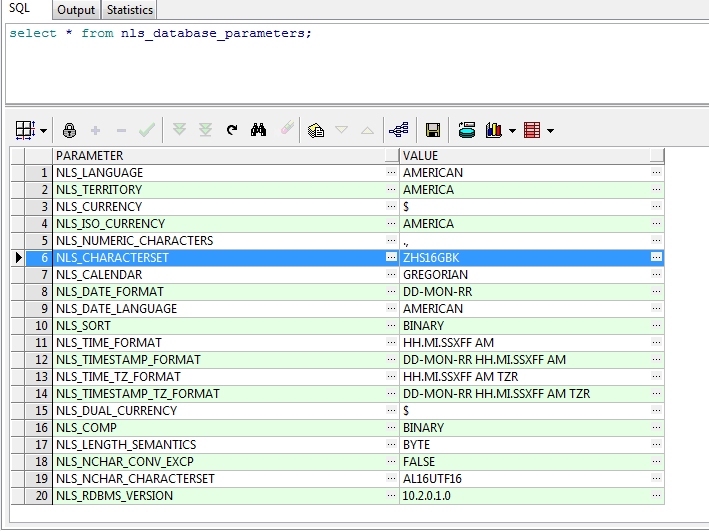 SQL Output Statistics
select * from nls_database_parameters;
PARAMETER VALUE
1 NLS_LANGUAGE ... AMERICAN ...
2 NLS_TERRITORY ... AMERICA ...
3 NLS_CURRENCY ... $ ...
4 NLS_ISO_CURRENCY ... AMERICA ...
5 NLS_NUMERIC_CHARACTERS ... ., ...
6 NLS_CHARACTERSET ... ZHS16GBK ...
7 NLS_CALENDAR ... GREGORIAN ...
8 NLS_DATE_FORMAT ... DD-MON-RR ...
9 NLS_DATE_LANGUAGE ... AMERICAN ...
10 NLS_SORT ... BINARY ...
11 NLS_TIME_FORMAT ... HH.MI.SSXFF AM ...
12 NLS_TIMESTAMP_FORMAT ... DD-MON-RR HH.MI.SSXFF AM ...
13 NLS_TIME_TZ_FORMAT ... HH.MI.SSXFF AM TZR ...
14 NLS_TIMESTAMP_TZ_FORMAT ... DD-MON-RR HH.MI.SSXFF AM TZR ...
15 NLS_DUAL_CURRENCY ... $ ...
16 NLS_COMP ... BINARY ...
17 NLS_LENGTH_SEMANTICS ... BYTE ...
18 NLS_NCHAR_CONV_EXCP ... FALSE ...
19 NLS_NCHAR_CHARACTERSET ... AL16UTF16 ...
20 NLS_RDBMS_VERSION ... 10.2.0.1.0 ...